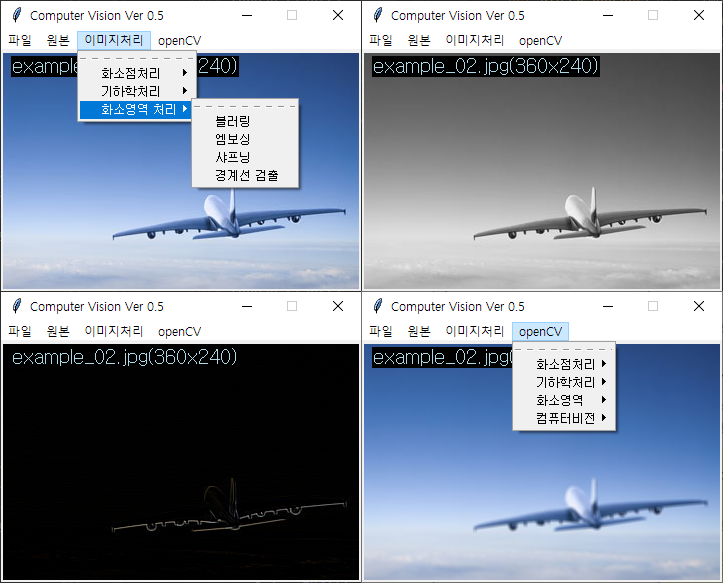 Computer Vision Ver 0.5
파일 원본 이미지처리 openCV
example_ 240)
화소점처리
기하학처리
화소영역 처리
블러링
엠보싱
샤프닝
경계선 검출
Computer Vision Ver 0.5
파일 원본 이미지처리 openCV
example_02.jpg(360x240)
Computer Vision Ver 0.5
파일 원본 이미지처리 openCV
example_02.jpg(360x240)
Computer Vision Ver 0.5
파일 원본 이미지처리 openCV
example_02.jpg(
화소점처리
기하학처리
화소영역
컴퓨터비전